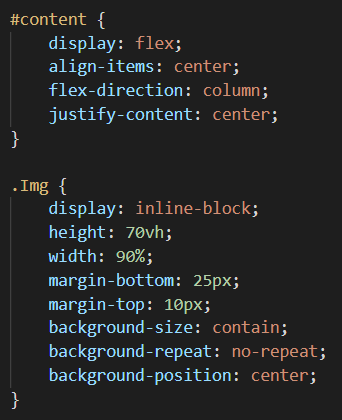 #content {
    display: flex;
    align-items: center;
    flex-direction: column;
    justify-content: center;
}

.Img {
    display: inline-block;
    height: 70vh;
    width: 90%;
    margin-bottom: 25px;
    margin-top: 10px;
    background-size: contain;
    background-repeat: no-repeat;
    background-position: center;
}